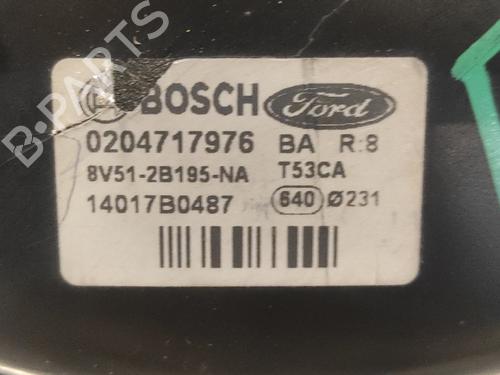 BOSCH Ford
0204717976 BA R:8
8V51-2B195-NA T53CA
14017B0487 640 Ø231
B-PARTS